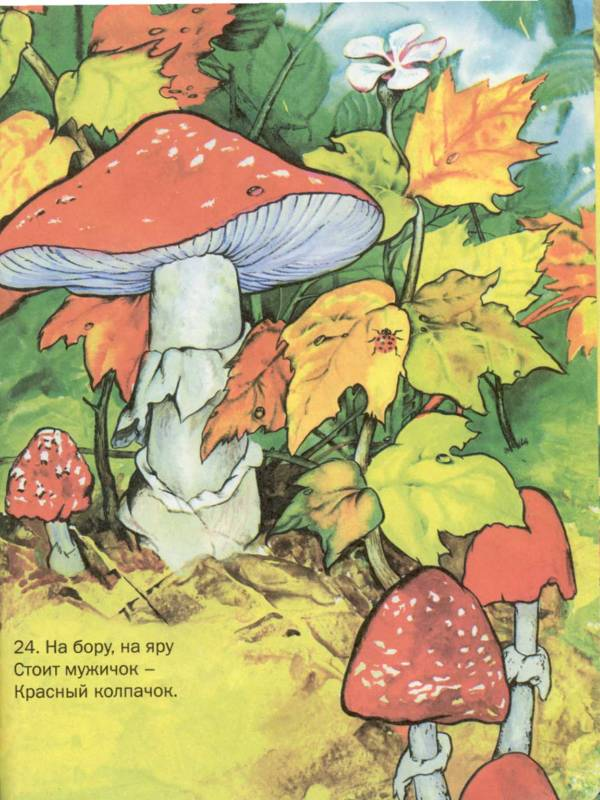 24. На бору, на яру
Стоит мужичок –
Красный колпачок.